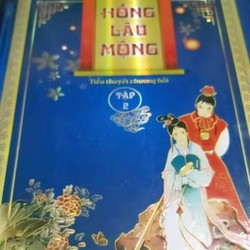 HỒNG
LÂU
MỘNG
Tiểu thuyết chương hồi
TẬP
2